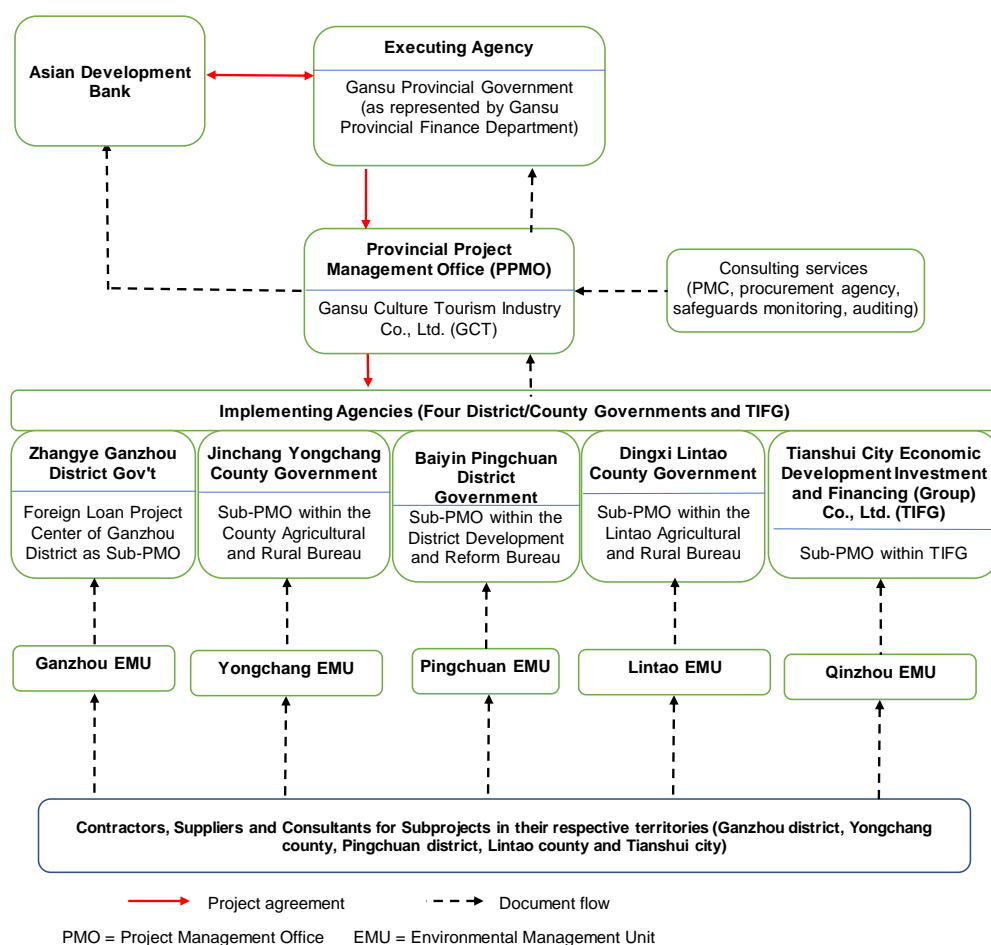 Asian Development
Bank
Executing Agency
Gansu Provincial Government
(as represented by Gansu
Provincial Finance Department)
Provincial Project
Management Office (PPMO)
Gansu Culture Tourism Industry
Co., Ltd. (GCT)
Consulting services
(PMC, procurement agency,
safeguards monitoring, auditing)
Implementing Agencies (Four District/County Governments and TIFG)
Zhangye Ganzhou
District Gov't
Foreign Loan Project
Center of Ganzhou
District as Sub-PMO
Jinchang Yongchang
County Government
Sub-PMO within the
County Agricultural
and Rural Bureau
Baiyin Pingchuan
District
Government
Sub-PMO within the
District Development
and Reform Bureau
Dingxi Lintao
County Government
Sub-PMO within the
Lintao Agricultural
and Rural Bureau
Tianshui City Economic
Development Investment
and Financing (Group)
Co., Ltd. (TIFG)
Sub-PMO within TIFG
Ganzhou EMU
Yongchang EMU
Pingchuan EMU
Lintao EMU
Qinzhou EMU
Contractors, Suppliers and Consultants for Subprojects in their respective territories (Ganzhou district, Yongchang
county, Pingchuan district, Lintao county and Tianshui city)
Project agreement
Document flow
PMO = Project Management Office
EMU = Environmental Management Unit